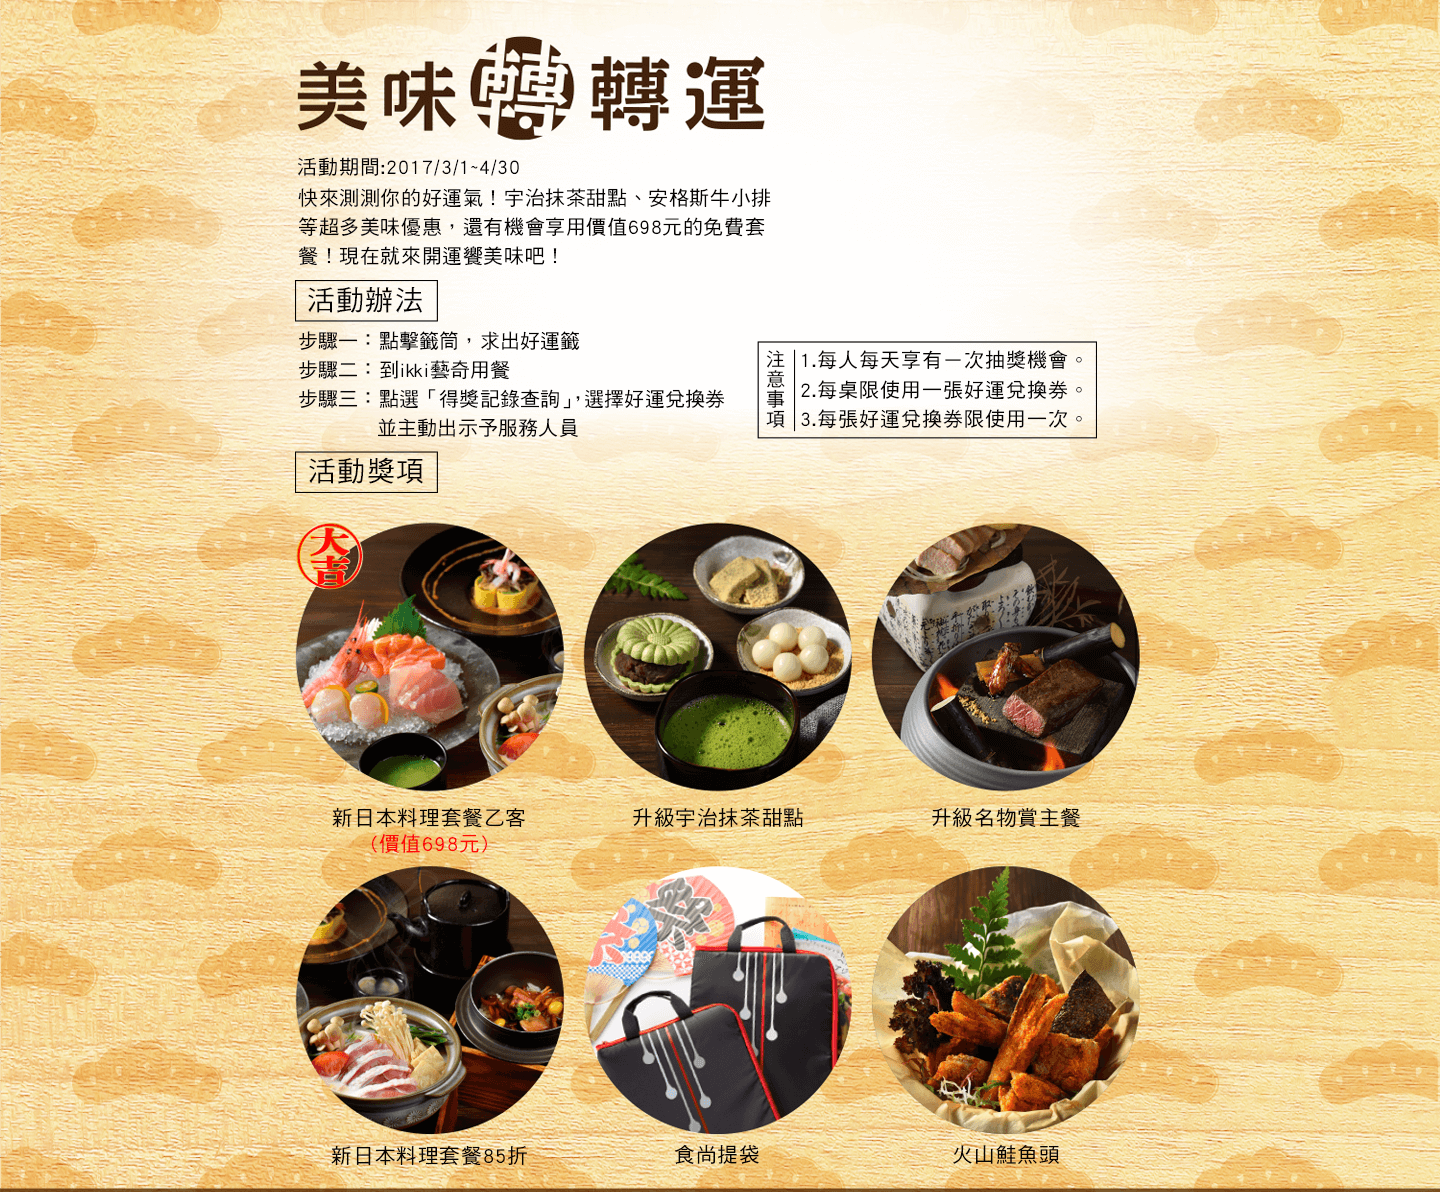 美味轉轉運
活動期間:2017/3/1~4/30
快來測測你的好運氣！宇治抹茶甜點、安格斯牛小排
等超多美味優惠，還有機會享用價值698元的免費套
餐！現在就來開運饗美味吧！
活動辦法
步驟一：點擊籤筒，求出好運籤
步驟二：到ikki藝奇用餐
步驟三：點選「得獎記錄查詢」，選擇好運兌換券
並主動出示予服務人員
注意事項
1.每人每天享有一次抽獎機會。
2.每桌限使用一張好運兌換券。
3.每張好運兌換券限使用一次。
活動獎項
大吉
新日本料理套餐乙客
（價值698元）
升級宇治抹茶甜點
升級名物賞主餐
新日本料理套餐85折
食尚提袋
火山鮭魚頭